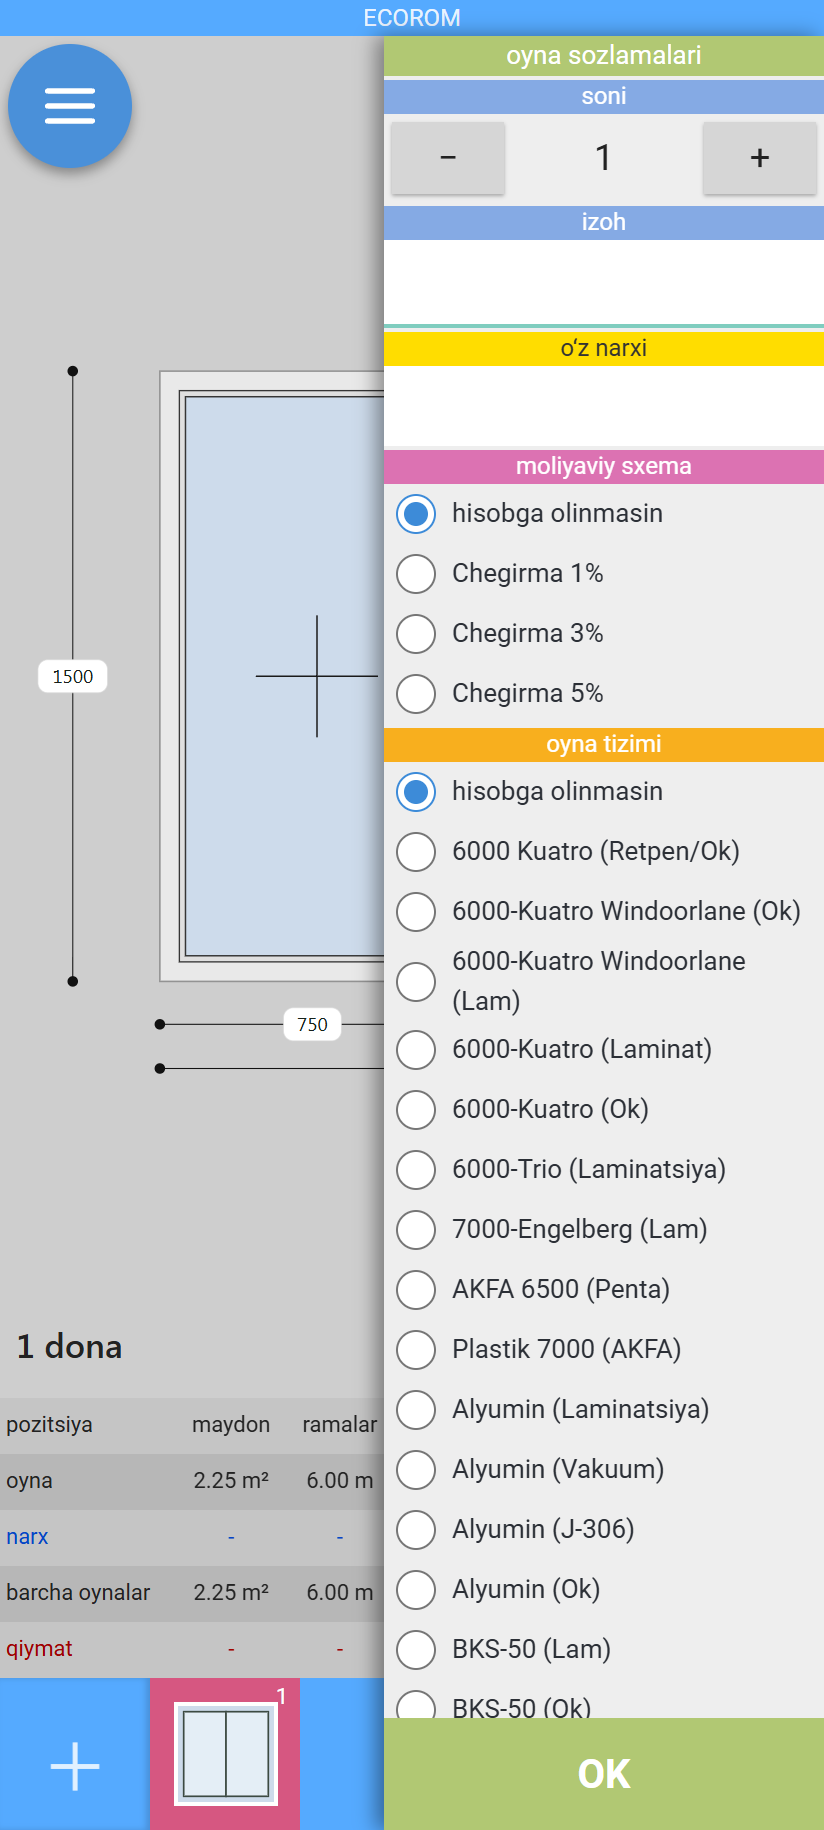 ECOROM
oyna sozlamalari
soni
−
1
+
izoh
oʻz narxi
moliyaviy sxema
hisobga olinmasin
Chegirma 1%
Chegirma 3%
Chegirma 5%
oyna tizimi
hisobga olinmasin
6000 Kuatro (Retpen/Ok)
6000-Kuatro Windoorlane (Ok)
6000-Kuatro Windoorlane
(Lam)
6000-Kuatro (Laminat)
6000-Kuatro (Ok)
6000-Trio (Laminatsiya)
7000-Engelberg (Lam)
AKFA 6500 (Penta)
Plastik 7000 (AKFA)
Alyumin (Laminatsiya)
Alyumin (Vakuum)
Alyumin (J-306)
Alyumin (Ok)
BKS-50 (Lam)
BKS-50 (Ok)
OK
1500
750
1 dona
pozitsiya maydon ramalar
oyna 2.25 m² 6.00 m
narx - -
barcha oynalar 2.25 m² 6.00 m
qiymat - -
1